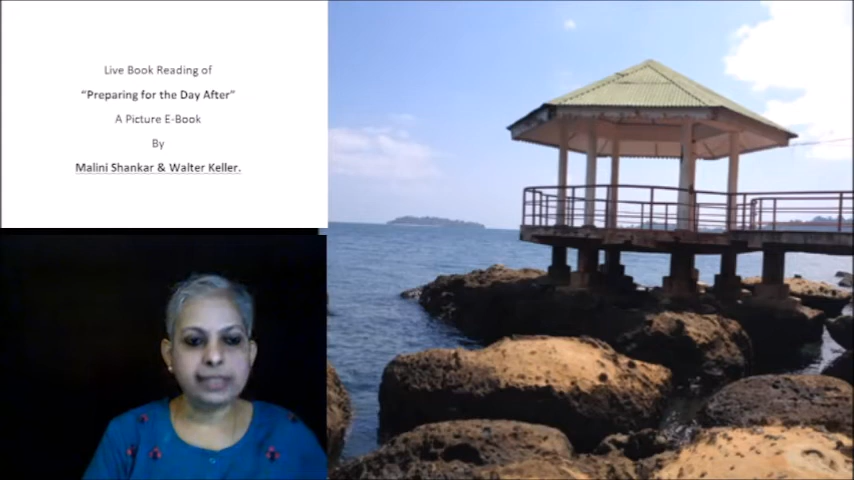 Live Book Reading of
“Preparing for the Day After”
A Picture E-Book
By
Malini Shankar & Walter Keller.